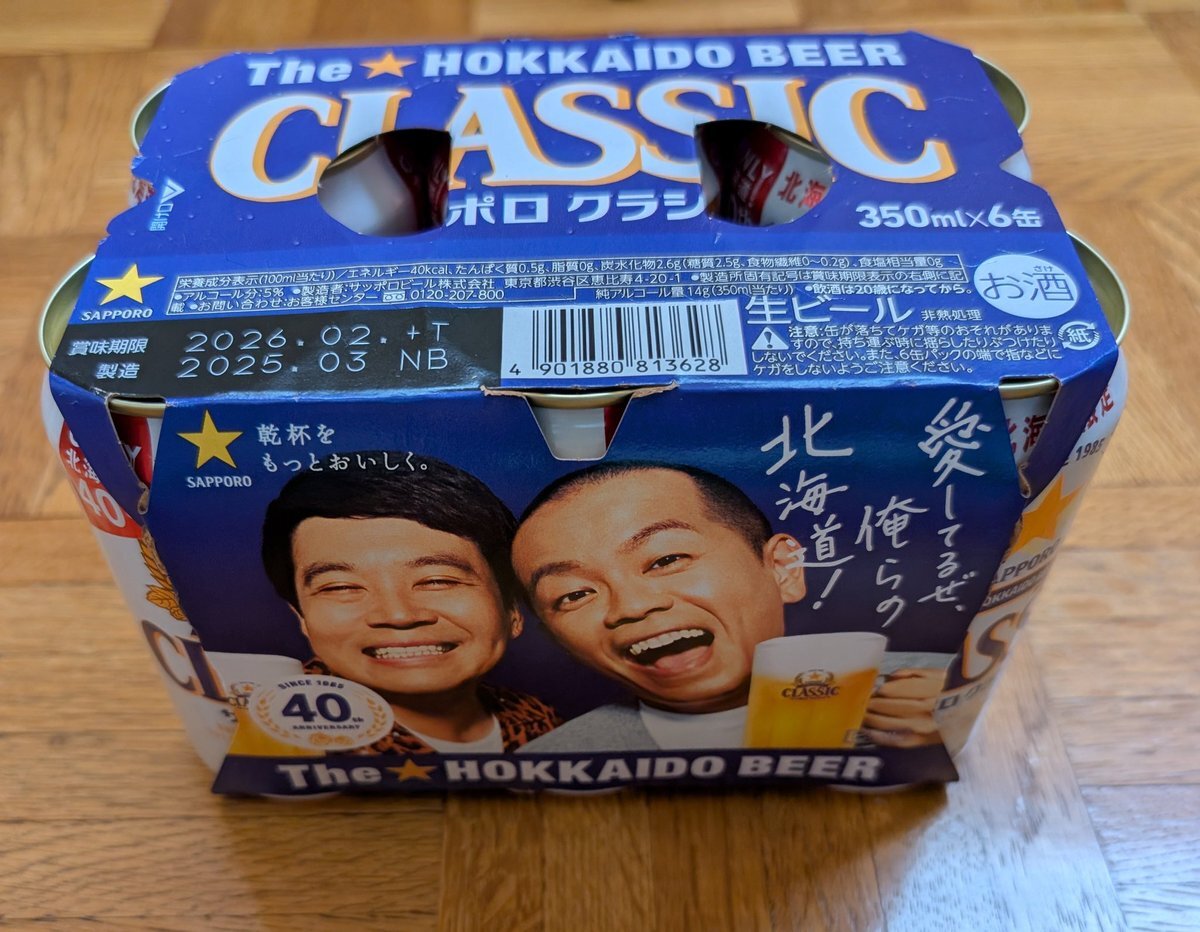 The ★ HOKKAIDO BEER
CLASSIC
ポロ クラシ
350ml×6缶
開け口
栄養成分表示(100ml当たり)/エネルギー40kcal、たんぱく質0.5g、脂質0g、炭水化物2.6g(糖質2.5g、食物繊維0~0.2g)、食塩相当量0g
●アルコール分:5% ●製造者:サッポロビール株式会社 東京都渋谷区恵比寿4-20-1 ●製造所固有記号は賞味期限表示の右側に記載
●お問い合わせ:お客様センター 0120-207-800
純アルコール量14g(350ml当たり)
●飲酒は20歳になってから。
さけ
お酒
SAPPORO
賞味期限 2026.02.+T
製造 2025.03 NB
4 901880 813628
生ビール 非熱処理
注意:缶が落ちてケガ等のおそれがありま
すので、持ち運ぶ時に揺らしたりぶつけたり
しないでください。また、6缶パックの端で指などに
ケガをしないようご注意ください。
紙
SAPPORO
乾杯を
もっとおいしく。
愛してるぜ、
俺らの
北海道!
SINCE 1985
40th
ANNIVERSARY
CLASSIC
The ★ HOKKAIDO BEER
北海
40
北海
1985